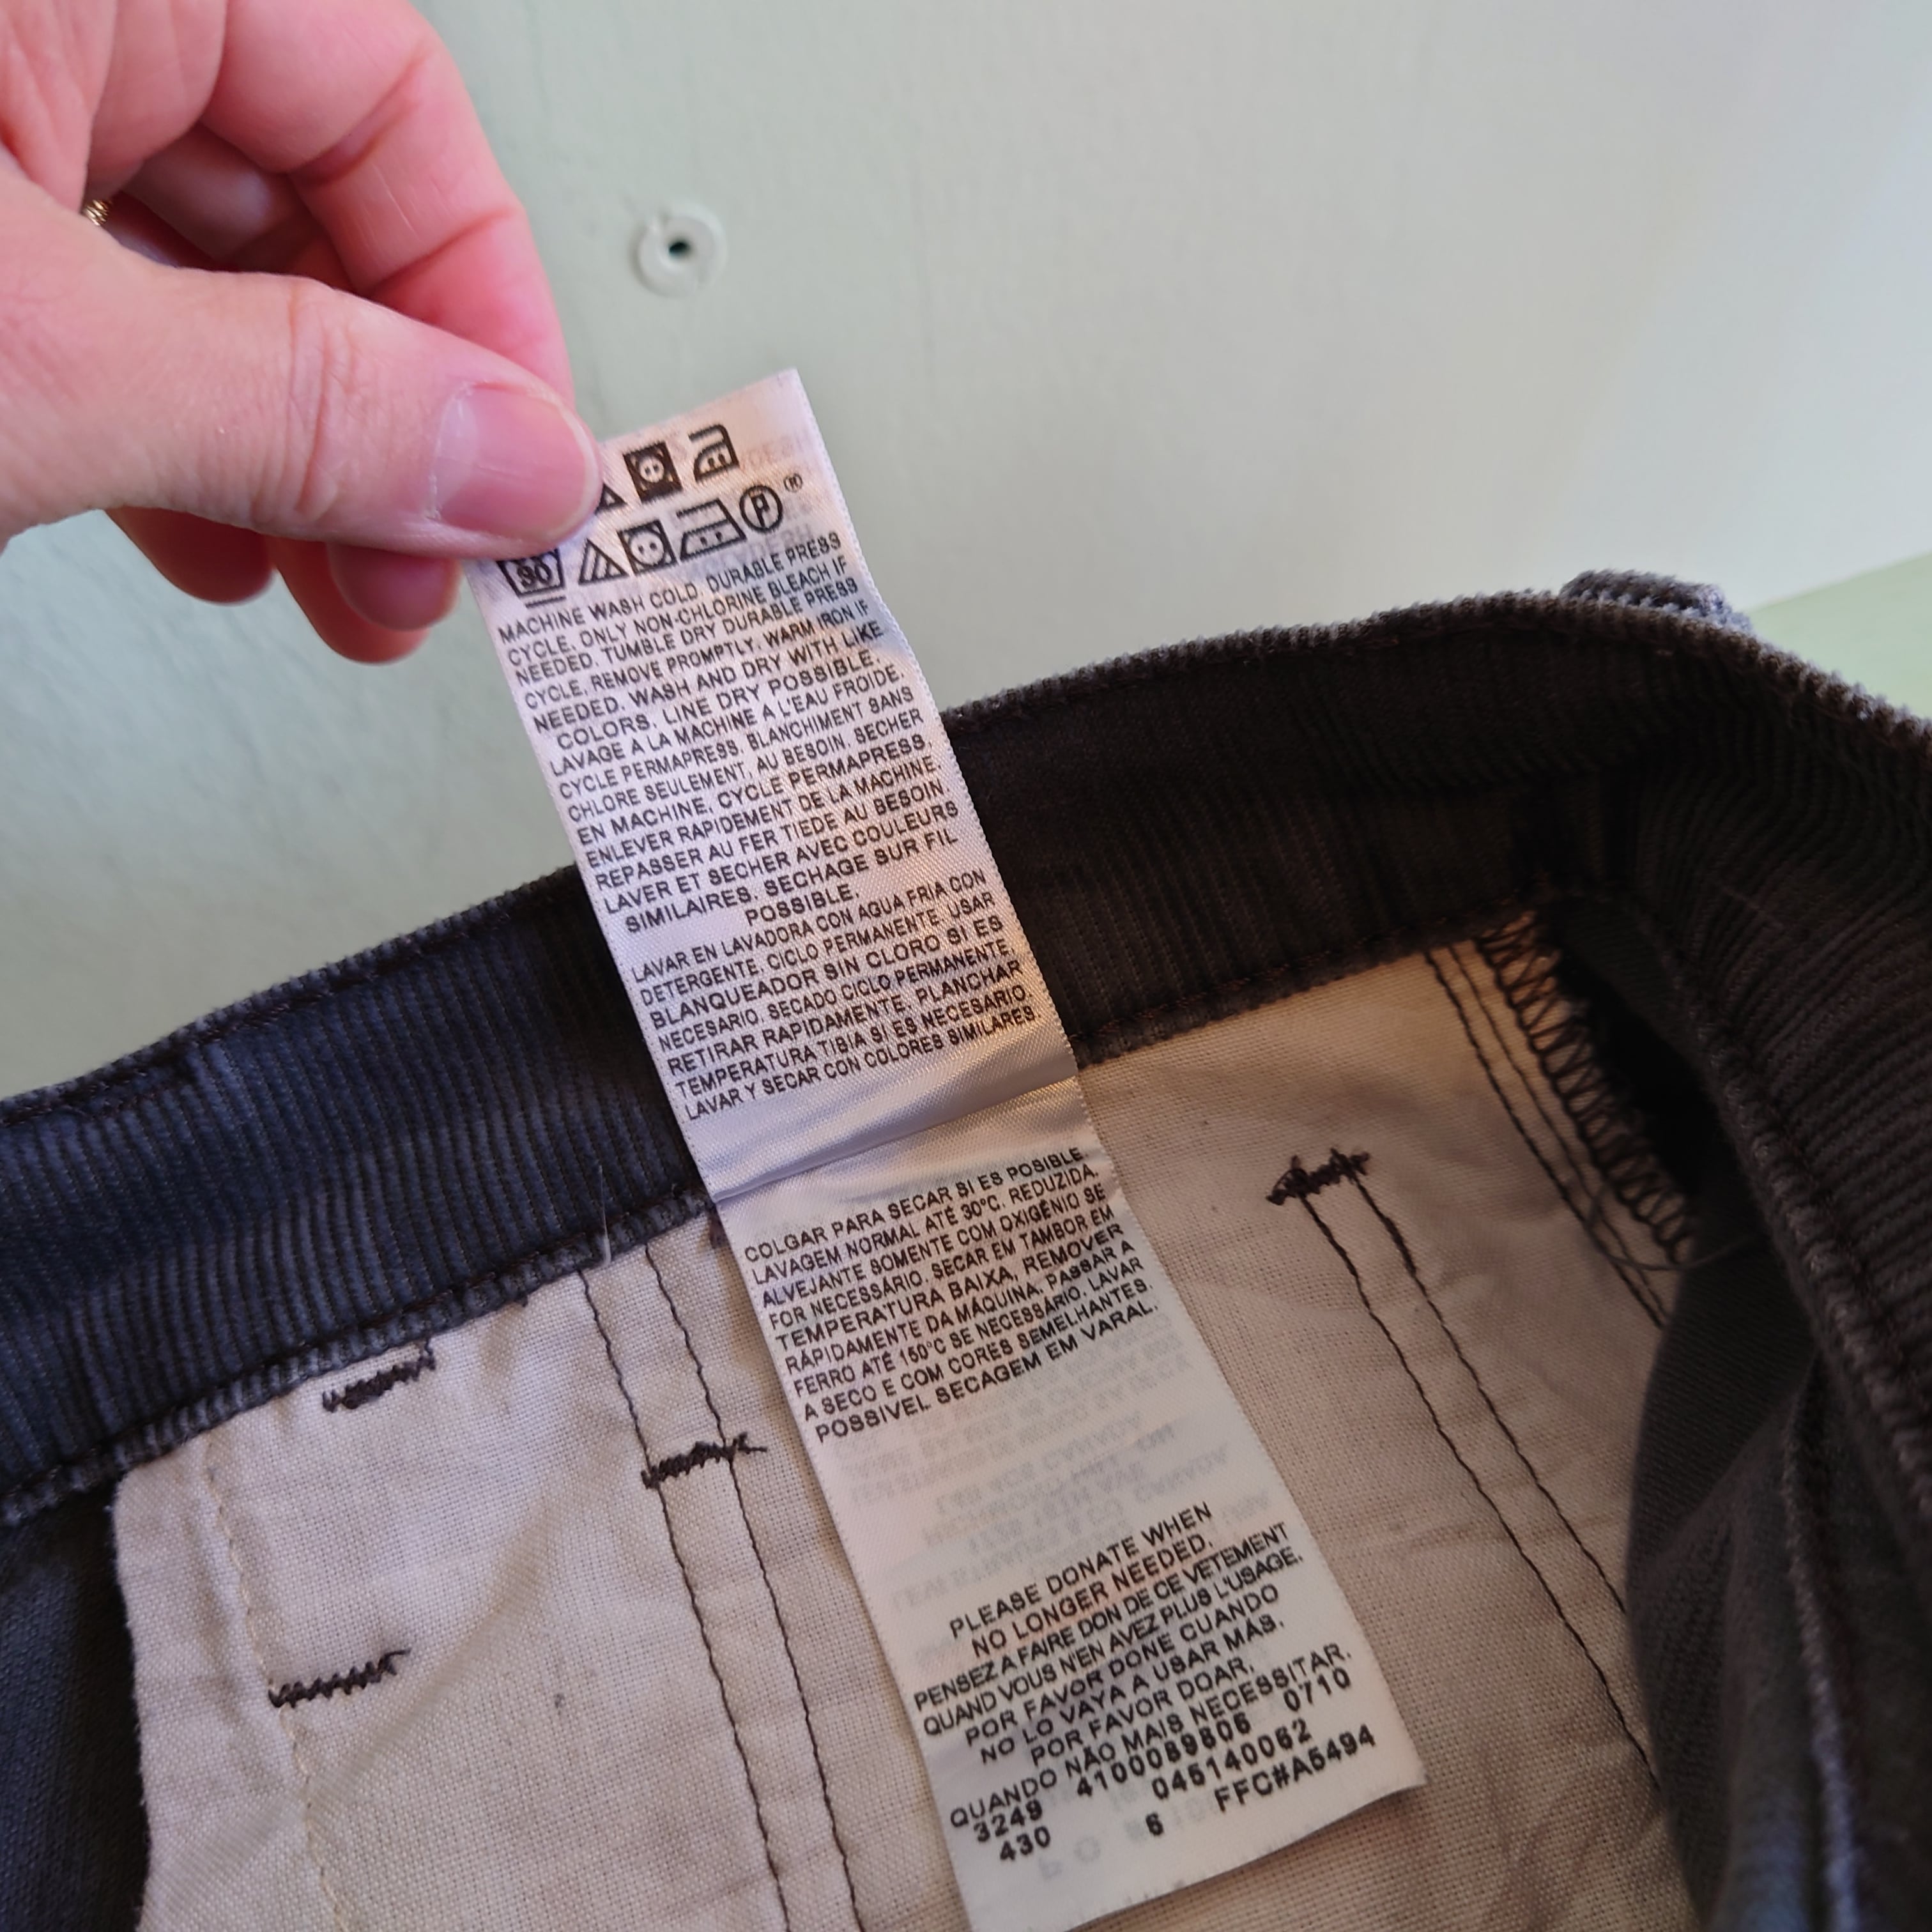 30
MACHINE WASH COLD, DURABLE PRESS
CYCLE, ONLY NON-CHLORINE BLEACH IF
NEEDED. TUMBLE DRY DURABLE PRESS
CYCLE, REMOVE PROMPTLY. WARM IRON IF
NEEDED. WASH AND DRY WITH LIKE
COLORS. LINE DRY POSSIBLE.
LAVAGE A LA MACHINE A L'EAU FROIDE,
CYCLE PERMAPRESS. BLANCHIMENT SANS
CHLORE SEULEMENT, AU BESOIN. SECHER
EN MACHINE, CYCLE PERMAPRESS,
ENLEVER RAPIDEMENT DE LA MACHINE.
REPASSER AU FER TIEDE AU BESOIN
LAVER ET SECHER AVEC COULEURS
SIMILAIRES. SECHAGE SUR FIL
POSSIBLE.
LAVAR EN LAVADORA CON AGUA FRIA CON
DETERGENTE, CICLO PERMANENTE, USAR
BLANQUEADOR SIN CLORO SI ES
NECESARIO. SECADO CICLO PERMANENTE,
RETIRAR RAPIDAMENTE, PLANCHAR
TEMPERATURA TIBIA SI ES NECESARIO.
LAVAR Y SECAR CON COLORES SIMILARES.
COLGAR PARA SECAR SI ES POSIBLE.
LAVAGEM NORMAL ATÉ 30°C. REDUZIDA.
ALVEJANTE SOMENTE COM OXIGÊNIO SE
FOR NECESSÁRIO. SECAR EM TAMBOR EM
TEMPERATURA BAIXA, REMOVER
RÁPIDAMENTE DA MÁQUINA. PASSAR A
FERRO ATÉ 150°C SE NECESSÁRIO. LAVAR
A SECO E COM CORES SEMELHANTES.
POSSIVEL SECAGEM EM VARAL.
PLEASE DONATE WHEN
NO LONGER NEEDED.
PENSEZ A FAIRE DON DE CE VETEMENT
QUAND VOUS N'EN AVEZ PLUS L'USAGE.
POR FAVOR DONE CUANDO
NO LO VAYA A USAR MÁS.
POR FAVOR DOAR,
QUANDO NÃO MAIS NECESSITAR.
3249 4100089806 0710
430 045140062
6 FFC#A5494